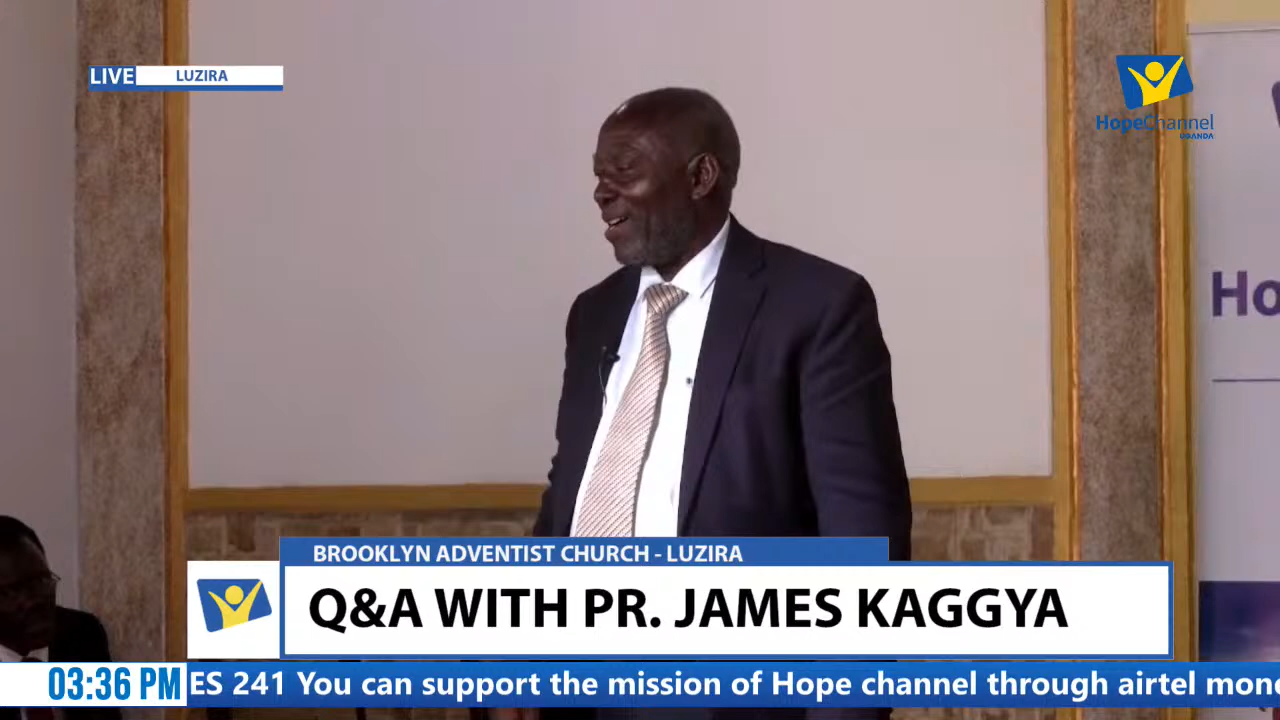 LIVE LUZIRA
HopeChannel
UGANDA
Ho
BROOKLYN ADVENTIST CHURCH - LUZIRA
Q&A WITH PR. JAMES KAGGYA
03:36 PM ES 241 You can support the mission of Hope channel through airtel mone